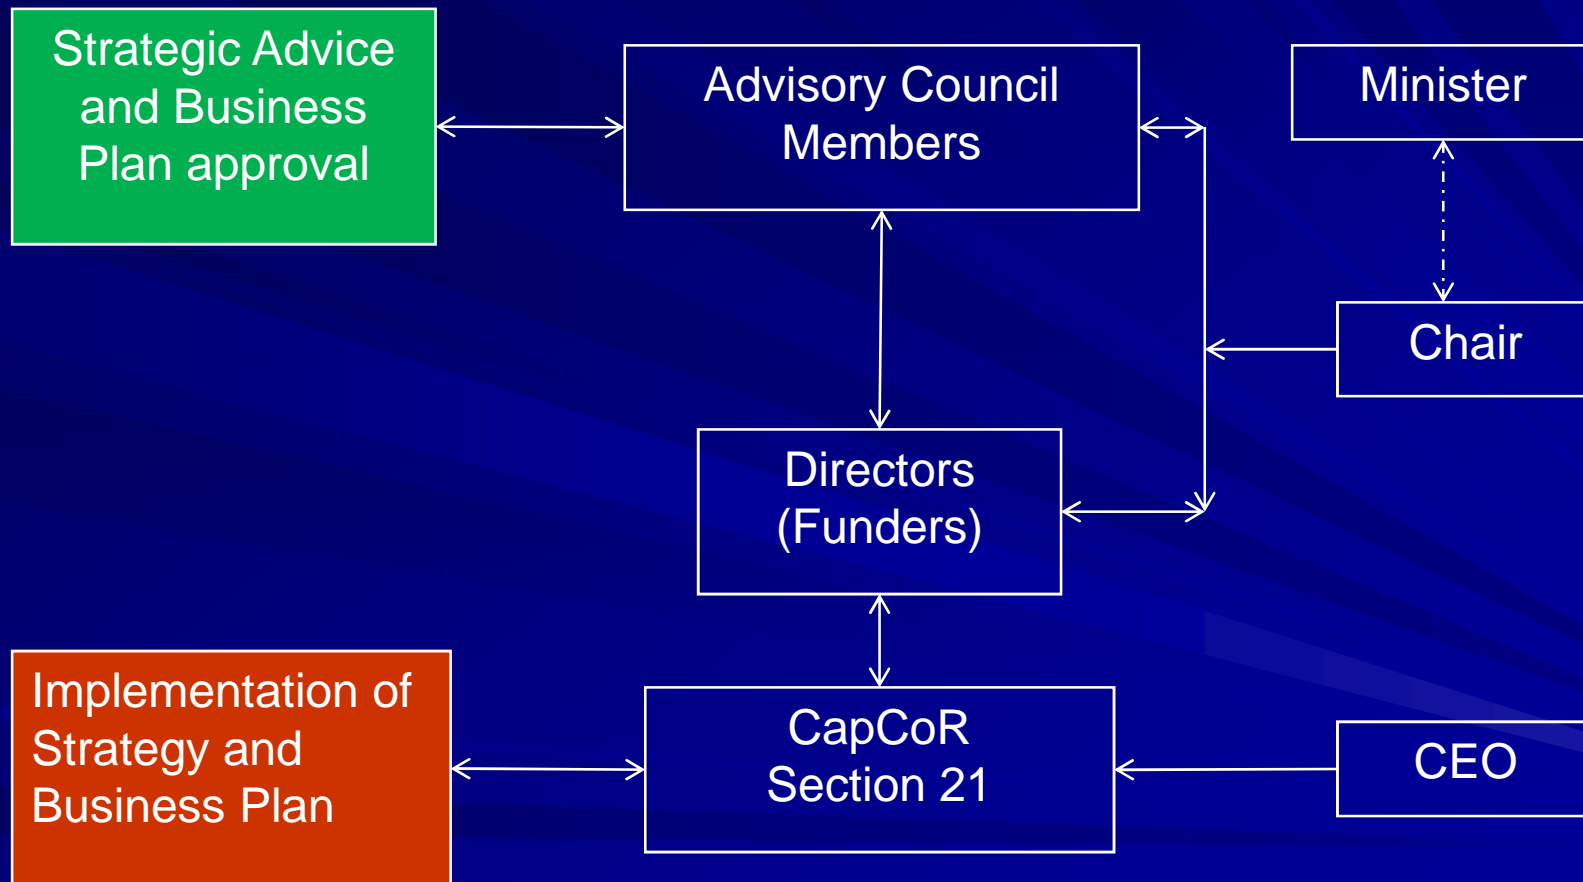 Strategic Advice
and Business
Plan approval
Advisory Council
Members
Minister
Chair
Directors
(Funders)
Implementation of
Strategy and
Business Plan
CapCoR
Section 21
CEO